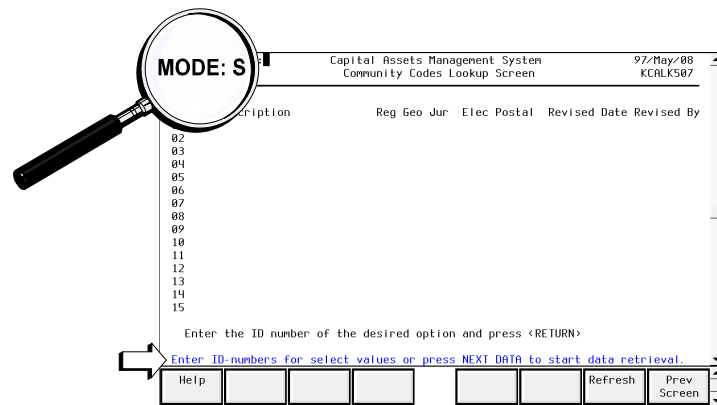 MODE: S
: Capital Assets Management System 97/May/08
Community Codes Lookup Screen KCALK507
cription Reg Geo Jur Elec Postal Revised Date Revised By
02
03
04
05
06
07
08
09
10
11
12
13
14
15
Enter the ID number of the desired option and press <RETURN>
Enter ID-numbers for select values or press NEXT DATA to start data retrieval.
Help Refresh Prev Screen